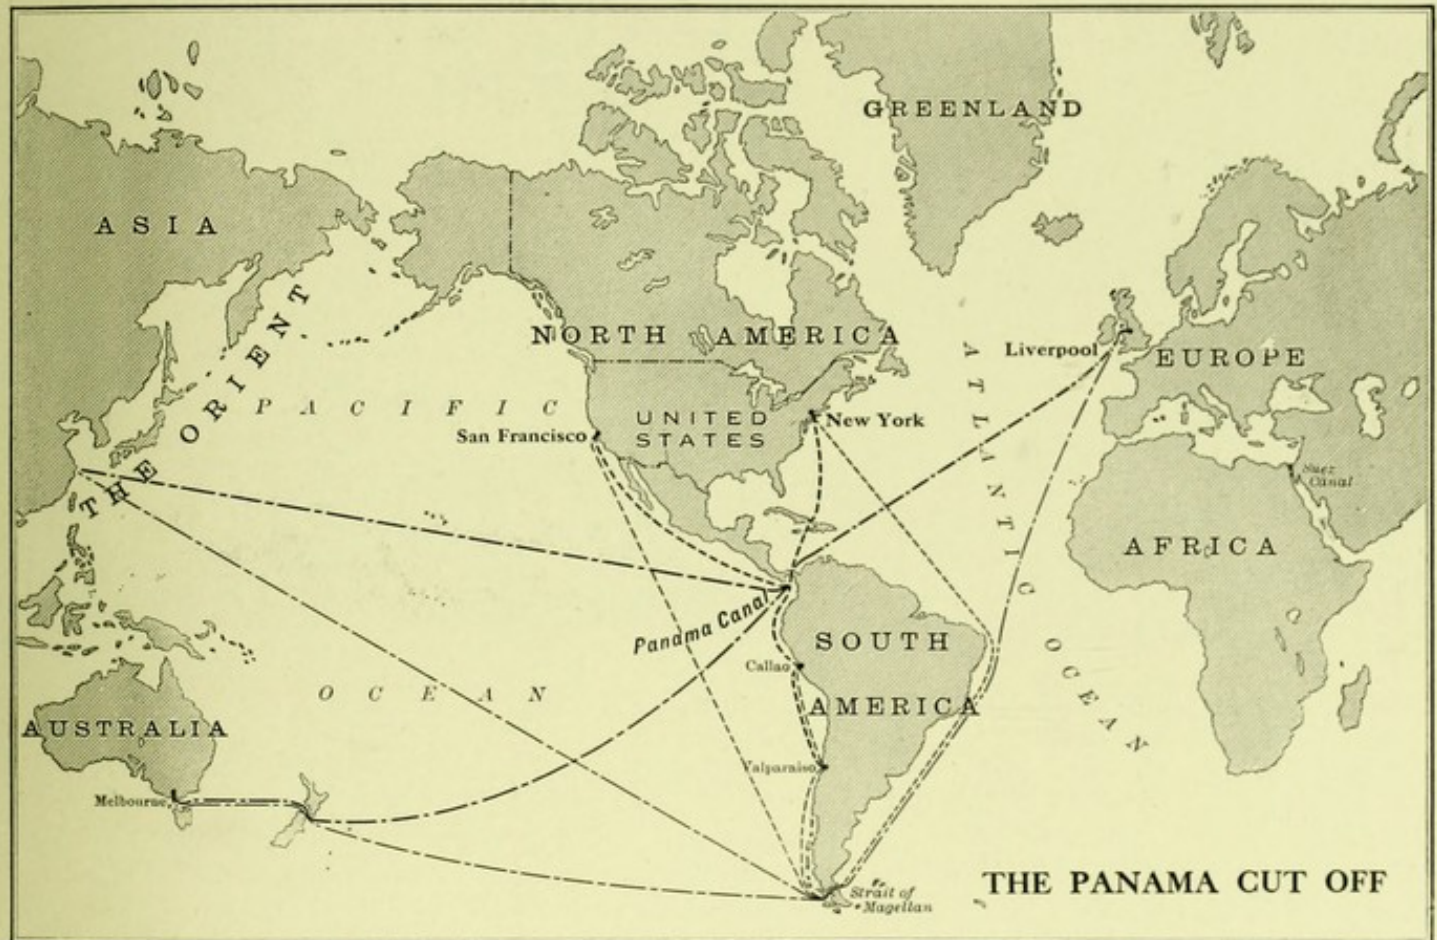 GREENLAND
ASIA
THE ORIENT
NORTH AMERICA
Liverpool
EUROPE
PACIFIC
ATLANTIC
UNITED
STATES
New York
San Francisco
Suez
Canal
AFRICA
Panama Canal
SOUTH
Callao
OCEAN
OCEAN
AMERICA
AUSTRALIA
Valparaiso
Melbourne
THE PANAMA CUT OFF
Strait of
Magellan